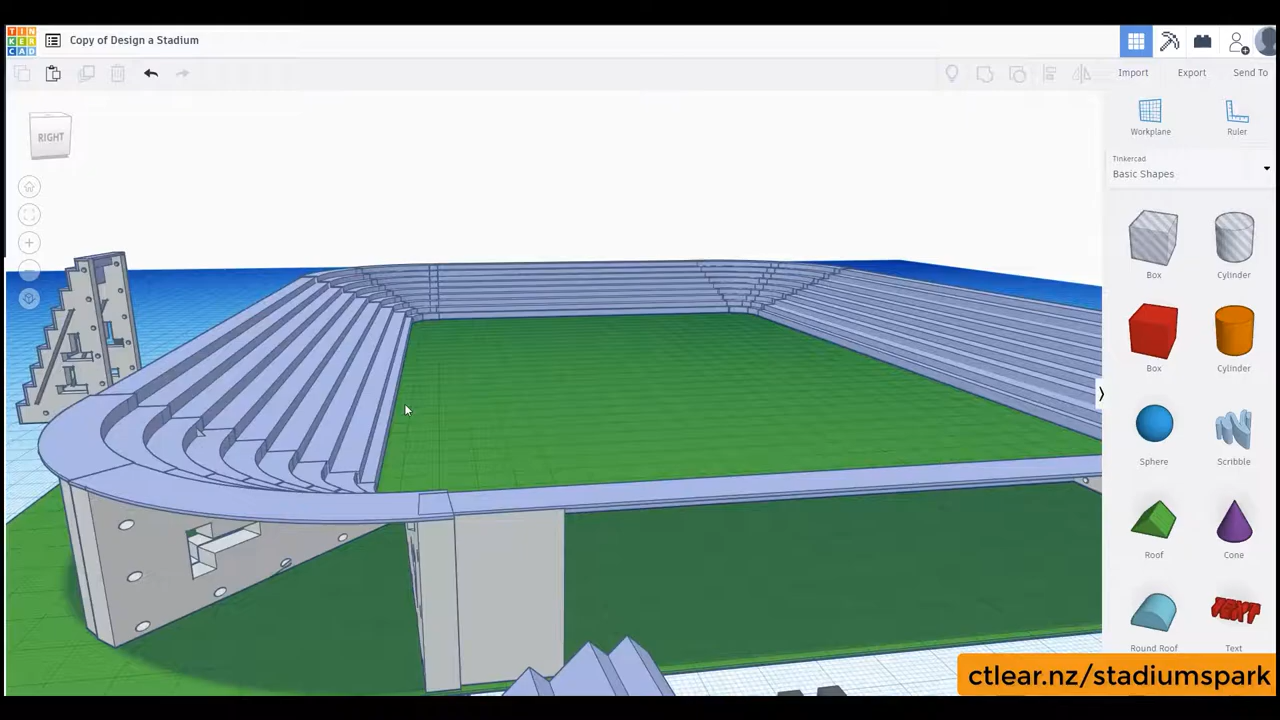 TIN
KER
CAD
Copy of Design a Stadium
Import
Export
Send To
RIGHT
Workplane
Ruler
Tinkercad
Basic Shapes
Box
Cylinder
Box
Cylinder
Sphere
Scribble
Roof
Cone
TEXT
Round Roof
Text
ctlear.nz/stadiumspark